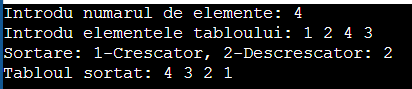 Introdu numarul de elemente: 4
Introdu elementele tabloului: 1 2 4 3
Sortare: 1-Crescator, 2-Descrescator: 2
Tabloul sortat: 4 3 2 1